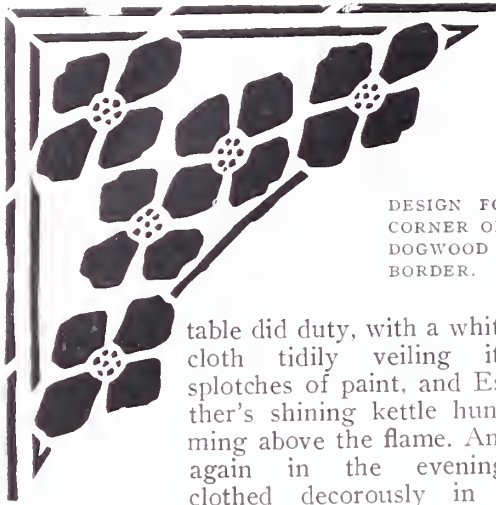 DESIGN FO
CORNER O
DOGWOOD
BORDER.
table did duty, with a whit
cloth tidily veiling it
splotches of paint, and Es
ther's shining kettle hum
ming above the flame. An
again in the evening
clothed decorously in